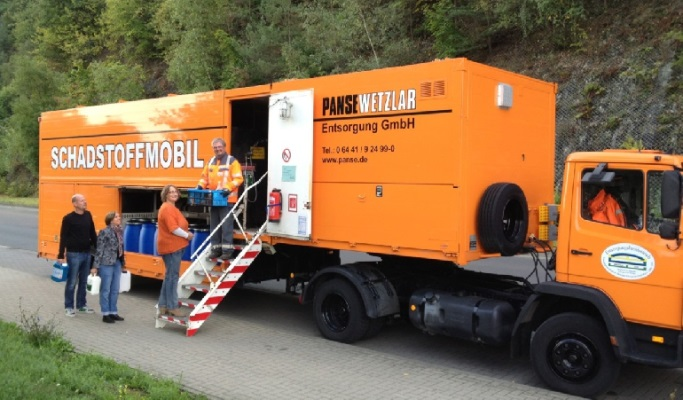 SCHADSTOFFMOBIL
PANSE WETZLAR
Entsorgung GmbH
Tel.: 0 64 41 / 9 24 99-0
www.panse.de